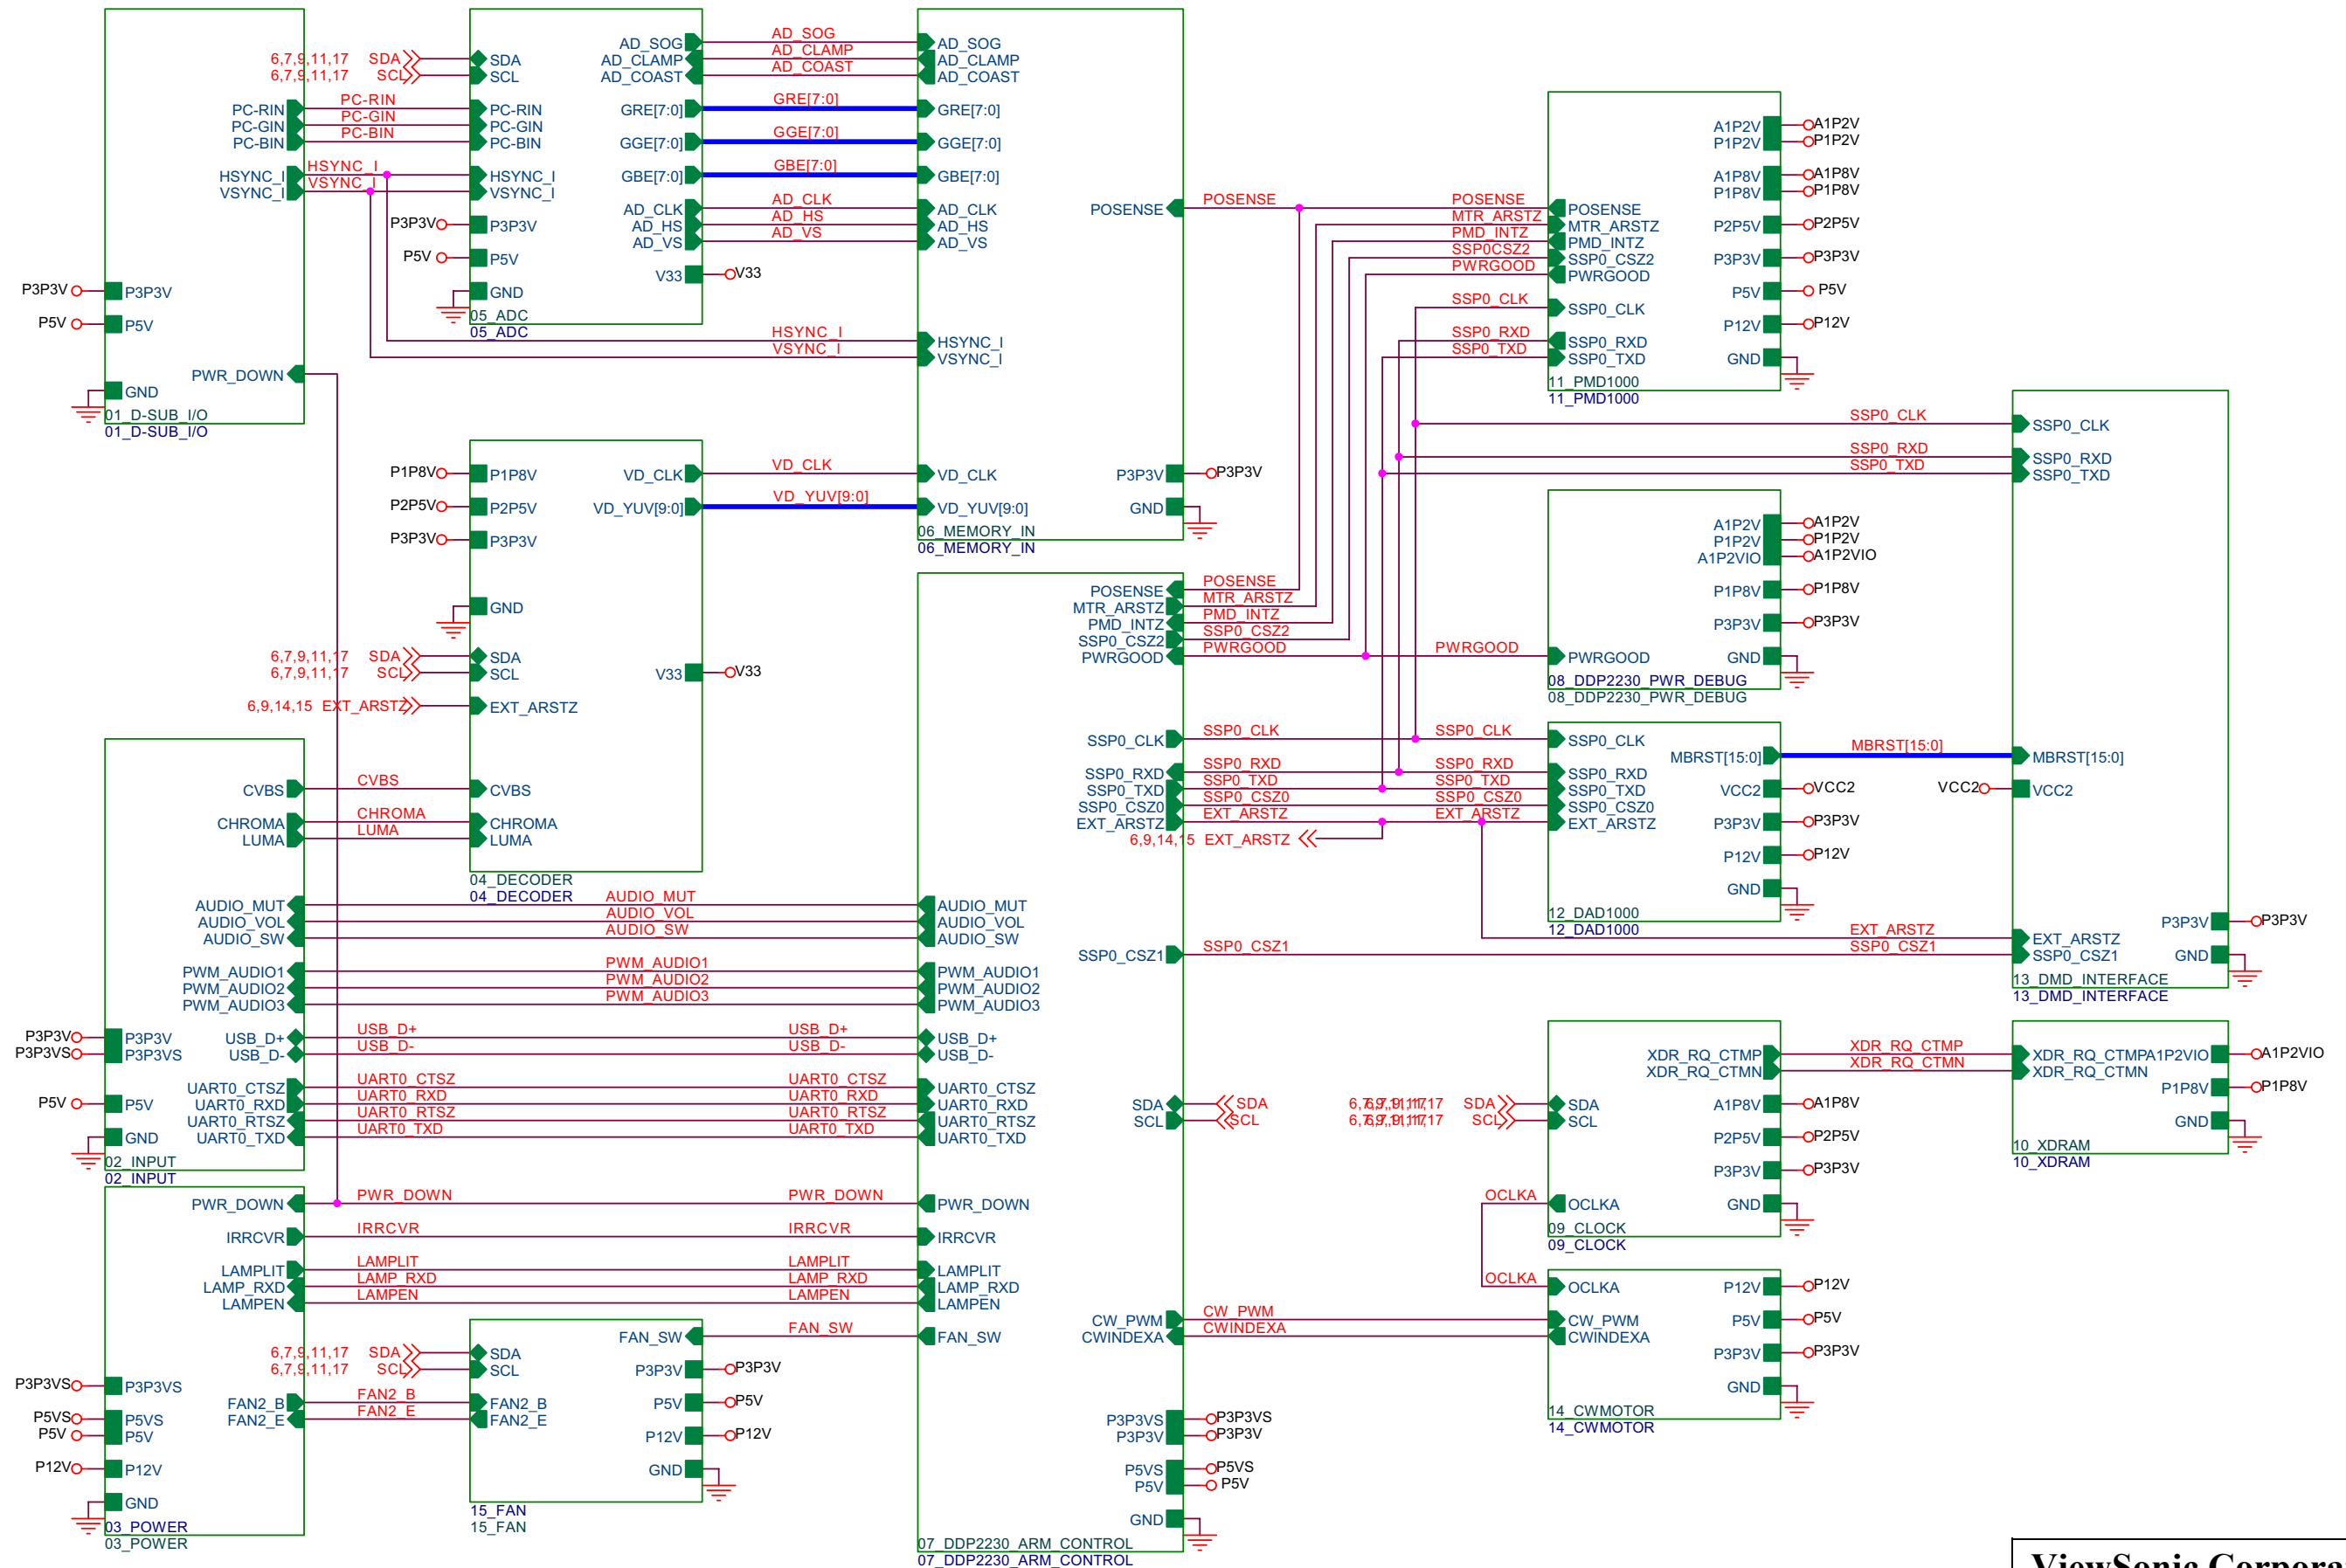 6,7,9,11,17 SDA
6,7,9,11,17 SCL
PC-RIN
PC-GIN
PC-BIN
HSYNC_I
VSYNC_I
PC-RIN
PC-GIN
PC-BIN
HSYNC_I
VSYNC_I
P3P3V P3P3V
P5V P5V
PWR_DOWN
GND
01_D-SUB_I/O
01_D-SUB_I/O
SDA
SCL
PC-RIN
PC-GIN
PC-BIN
HSYNC_I
VSYNC_I
P3P3V P3P3V
P5V P5V
GND
AD_SOG
AD_CLAMP
AD_COAST
GRE[7:0]
GGE[7:0]
GBE[7:0]
AD_CLK
AD_HS
AD_VS
V33 V33
05_ADC
05_ADC
AD_SOG
AD_CLAMP
AD_COAST
GRE[7:0]
GGE[7:0]
GBE[7:0]
AD_CLK
AD_HS
AD_VS
HSYNC_I
VSYNC_I
AD_SOG
AD_CLAMP
AD_COAST
GRE[7:0]
GGE[7:0]
GBE[7:0]
AD_CLK
AD_HS
AD_VS
HSYNC_I
VSYNC_I
VD_CLK
VD_YUV[9:0]
POSENSE
P3P3V P3P3V
GND
06_MEMORY_IN
06_MEMORY_IN
P1P8V P1P8V
P2P5V P2P5V
P3P3V P3P3V
GND
6,7,9,11,17 SDA SDA
6,7,9,11,17 SCL SCL
6,9,14,15 EXT_ARSTZ EXT_ARSTZ
CVBS
CHROMA
LUMA
VD_CLK
VD_YUV[9:0]
V33 V33
04_DECODER
04_DECODER
VD_CLK
VD_YUV[9:0]
CVBS
CHROMA
LUMA
CVBS
CHROMA
LUMA
AUDIO_MUT
AUDIO_VOL
AUDIO_SW
PWM_AUDIO1
PWM_AUDIO2
PWM_AUDIO3
P3P3V P3P3V
P3P3VS P3P3VS
USB_D+
USB_D-
P5V P5V
UART0_CTSZ
UART0_RXD
UART0_RTSZ
UART0_TXD
GND
02_INPUT
02_INPUT
AUDIO_MUT
AUDIO_VOL
AUDIO_SW
PWM_AUDIO1
PWM_AUDIO2
PWM_AUDIO3
USB_D+ USB_D+
USB_D- USB_D-
UART0_CTSZ UART0_CTSZ
UART0_RXD UART0_RXD
UART0_RTSZ UART0_RTSZ
UART0_TXD UART0_TXD
PWR_DOWN PWR_DOWN
IRRCVR IRRCVR
LAMPLIT LAMPLIT
LAMP_RXD LAMP_RXD
LAMPEN LAMPEN
FAN_SW
FAN2_B
FAN2_E
PWR_DOWN
IRRCVR
LAMPLIT
LAMP_RXD
LAMPEN
P3P3VS P3P3VS
FAN2_B
FAN2_E
P5VS P5VS
P5V P5V
P12V P12V
GND
03_POWER
03_POWER
6,7,9,11,17 SDA SDA
6,7,9,11,17 SCL SCL
FAN2_B
FAN2_E
FAN_SW
P3P3V P3P3V
P5V P5V
P12V P12V
GND
15_FAN
15_FAN
AUDIO_MUT
AUDIO_VOL
AUDIO_SW
PWM_AUDIO1
PWM_AUDIO2
PWM_AUDIO3
USB_D+
USB_D-
UART0_CTSZ
UART0_RXD
UART0_RTSZ
UART0_TXD
PWR_DOWN
IRRCVR
LAMPLIT
LAMP_RXD
LAMPEN
FAN_SW
POSENSE
MTR_ARSTZ
PMD_INTZ
SSP0_CSZ2
PWRGOOD
SSP0_CLK
SSP0_RXD
SSP0_TXD
SSP0_CSZ0
EXT_ARSTZ
SSP0_CSZ1
SDA SDA
SCL SCL
CW_PWM
CWINDEXA
P3P3VS P3P3VS
P3P3V P3P3V
P5VS P5VS
P5V P5V
GND
07_DDP2230_ARM_CONTROL
07_DDP2230_ARM_CONTROL
POSENSE POSENSE
MTR_ARSTZ
PMD_INTZ
SSP0CSZ2
PWRGOOD
SSP0_CLK
SSP0_RXD
SSP0_TXD
POSENSE
MTR_ARSTZ
PMD_INTZ
SSP0_CSZ2
PWRGOOD PWRGOOD
SSP0_CLK SSP0_CLK
SSP0_RXD SSP0_RXD
SSP0_TXD SSP0_TXD
SSP0_CSZ0 SSP0_CSZ0
EXT_ARSTZ EXT_ARSTZ
6,9,14,15 EXT_ARSTZ
SSP0_CSZ1
POSENSE
MTR_ARSTZ
PMD_INTZ
SSP0_CSZ2
PWRGOOD
SSP0_CLK
SSP0_RXD
SSP0_TXD
A1P2V A1P2V
P1P2V P1P2V
A1P8V A1P8V
P1P8V P1P8V
P2P5V P2P5V
P3P3V P3P3V
P5V P5V
P12V P12V
GND
11_PMD1000
11_PMD1000
SSP0_CLK
SSP0_RXD
SSP0_TXD
A1P2V A1P2V
P1P2V P1P2V
A1P2VIO A1P2VIO
P1P8V P1P8V
P3P3V P3P3V
PWRGOOD GND
08_DDP2230_PWR_DEBUG
08_DDP2230_PWR_DEBUG
SSP0_CLK
SSP0_RXD
SSP0_TXD
SSP0_CSZ0
EXT_ARSTZ
MBRST[15:0]
VCC2 VCC2
P3P3V P3P3V
P12V P12V
GND
12_DAD1000
12_DAD1000
MBRST[15:0]
VCC2
EXT_ARSTZ
SSP0_CSZ1
SSP0_CLK
SSP0_RXD
SSP0_TXD
MBRST[15:0]
VCC2
EXT_ARSTZ
SSP0_CSZ1
P3P3V P3P3V
GND
13_DMD_INTERFACE
13_DMD_INTERFACE
SDA SDA
SCL SCL
OCLKA OCLKA
XDR_RQ_CTMP
XDR_RQ_CTMN
A1P8V A1P8V
P2P5V P2P5V
P3P3V P3P3V
GND
09_CLOCK
09_CLOCK
XDR_RQ_CTMP
XDR_RQ_CTMN
XDR_RQ_CTMP A1P2VIO A1P2VIO
XDR_RQ_CTMN
P1P8V P1P8V
GND
10_XDRAM
10_XDRAM
OCLKA OCLKA
CW_PWM CW_PWM
CWINDEXA CWINDEXA
P12V P12V
P5V P5V
P3P3V P3P3V
GND
14_CWMOTOR
14_CWMOTOR